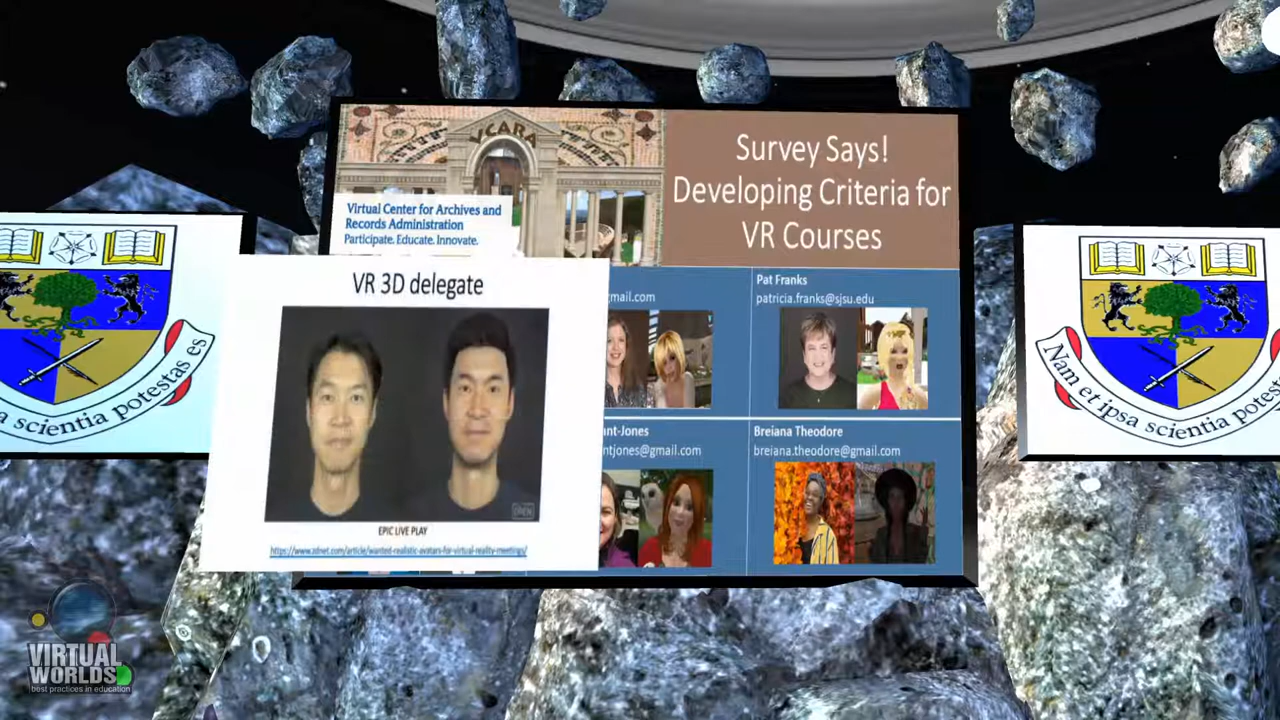 VCARA
Virtual Center for Archives and
Records Administration
Participate. Educate. Innovate.
Survey Says!
Developing Criteria for
VR Courses
VR 3D delegate
EPIC LIVE PLAY
https://www.zdnet.com/article/wanted-realistic-avatars-for-virtual-reality-meetings/
gmail.com
Pat Franks
patricia.franks@sjsu.edu
ant-Jones
ntjones@gmail.com
Breiana Theodore
breiana.theodore@gmail.com
a scientia potestas es
Nam et ipsa scientia potestas
VIRTUAL
WORLDS
best practices in education